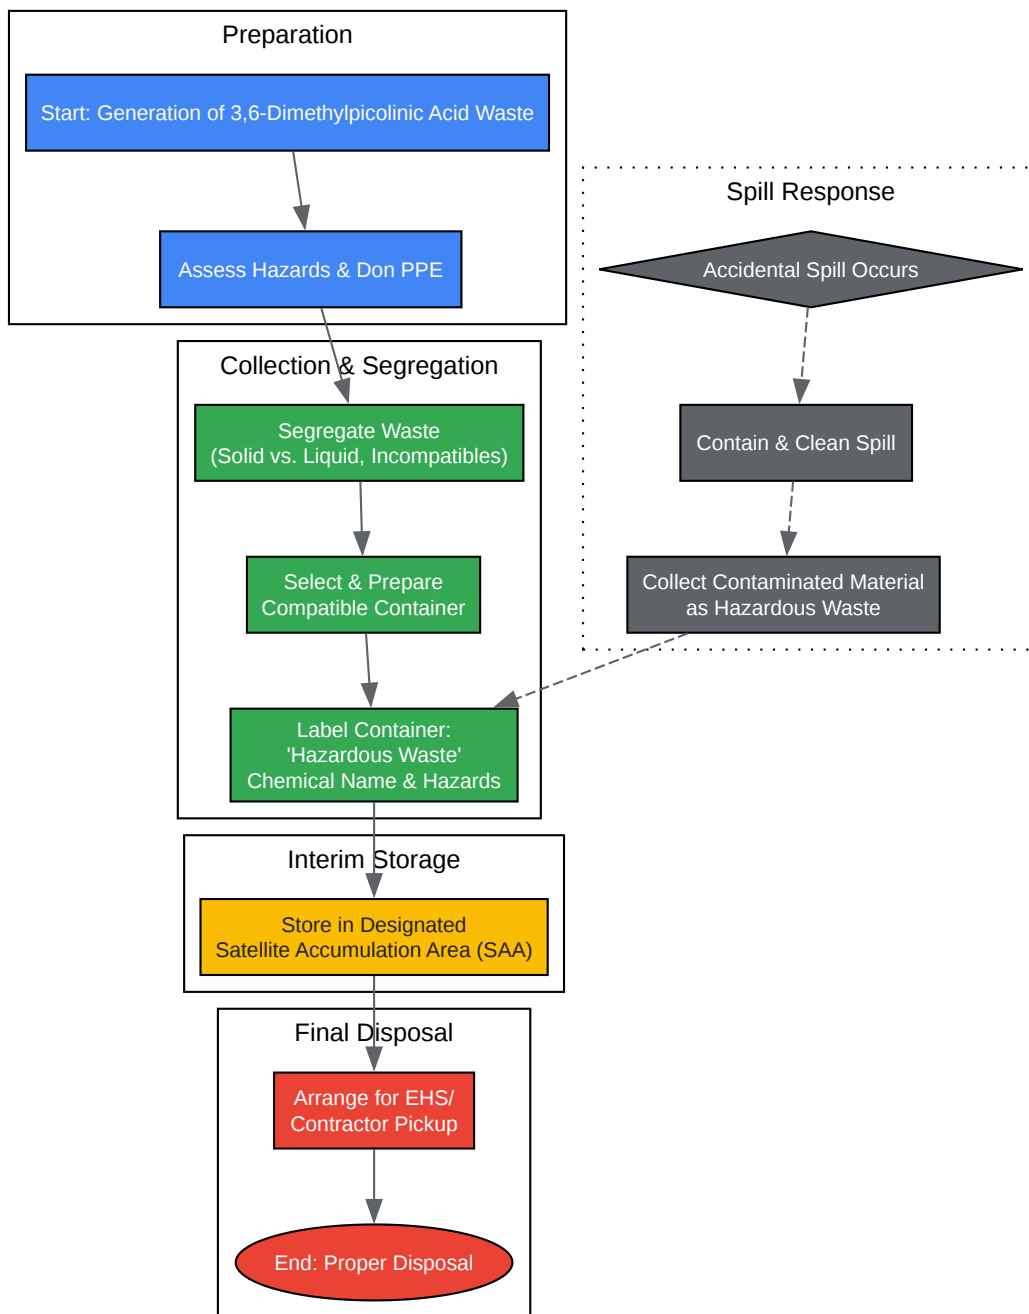 Preparation
Start: Generation of 3,6-Dimethylpicolinic Acid Waste
Assess Hazards & Don PPE
Spill Response
Accidental Spill Occurs
Contain & Clean Spill
Collect Contaminated Material
as Hazardous Waste
Collection & Segregation
Segregate Waste
(Solid vs. Liquid, Incompatibles)
Select & Prepare
Compatible Container
Label Container:
'Hazardous Waste'
Chemical Name & Hazards
Interim Storage
Store in Designated
Satellite Accumulation Area (SAA)
Final Disposal
Arrange for EHS/
Contractor Pickup
End: Proper Disposal